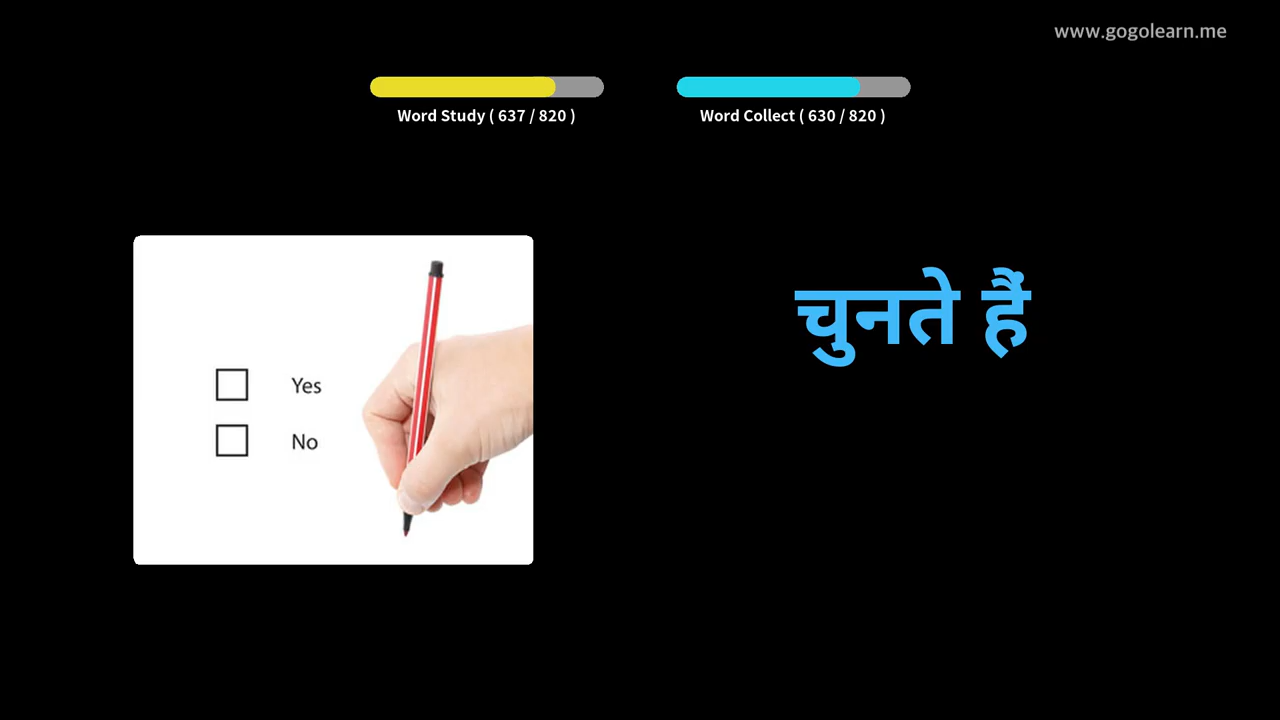 www.gogolearn.me
Word Study ( 637 / 820 )
Word Collect ( 630 / 820 )
चुनते हैं
Yes
No